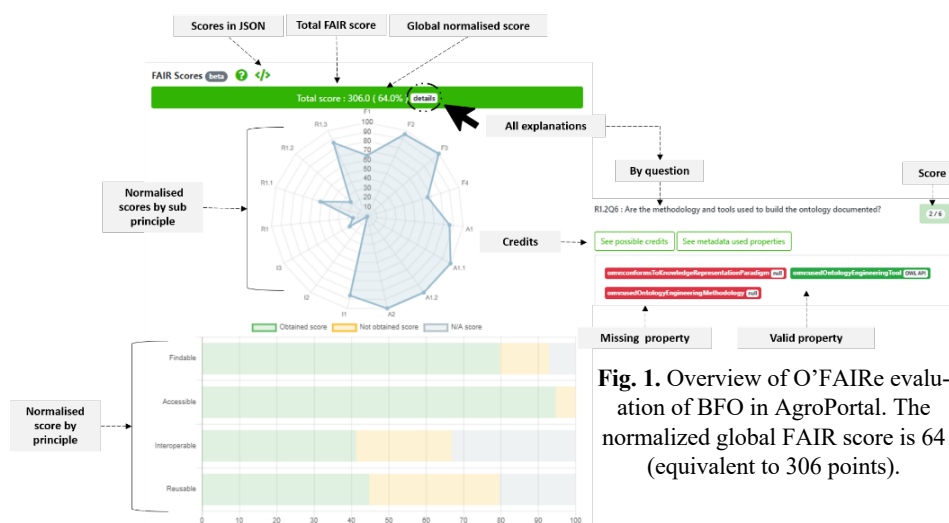 Scores in JSON
Total FAIR score
Global normalised score
FAIR Scores beta ? </>
Total score : 306.0 ( 64.0%) details
F1
F2
F3
F4
A1
A1.1
A1.2
A2
I1
I2
I3
R1
R1.1
R1.2
R1.3
100
90
80
70
60
50
40
30
20
10
Normalised
scores by sub
principle
All explanations
By question
Score
R1.2Q6 : Are the methodology and tools used to build the ontology documented?
2 / 6
Credits
See possible credits
See metadata used properties
omv:conformsToKnowledgeRepresentationParadigm null
omv:usedOntologyEngineeringTool OWL API
omv:usedOntologyEngineeringMethodology null
Missing property
Valid property
Obtained score
Not obtained score
N/A score
Normalised
score by
principle
Findable
Accessible
Interoperable
Reusable
0 10 20 30 40 50 60 70 80 90 100
Fig. 1. Overview of O’FAIRe evalu-
ation of BFO in AgroPortal. The
normalized global FAIR score is 64
(equivalent to 306 points).